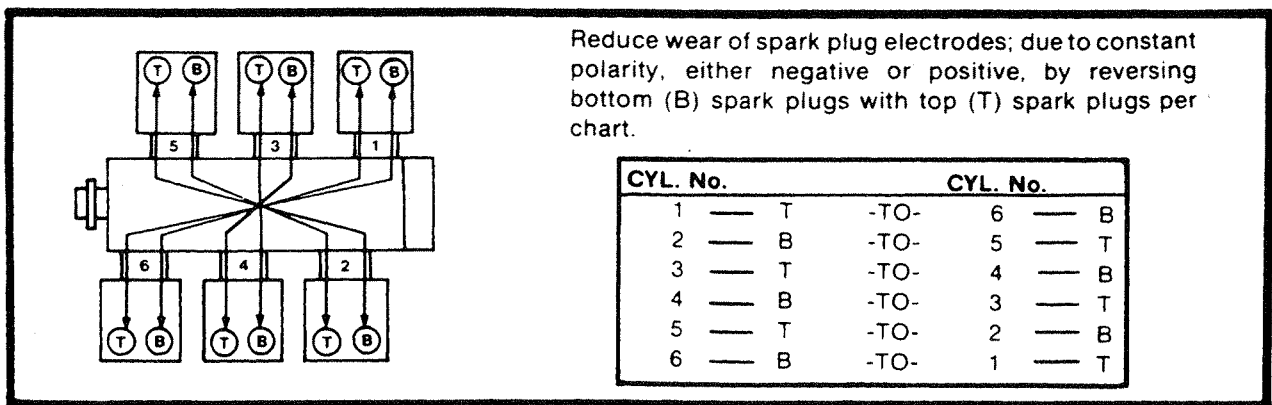 T B T B T B
5 3 1
6 4 2
T B T B T B
Reduce wear of spark plug electrodes; due to constant
polarity, either negative or positive, by reversing
bottom (B) spark plugs with top (T) spark plugs per
chart.
CYL. No. CYL. No.
1 — T -TO- 6 — B
2 — B -TO- 5 — T
3 — T -TO- 4 — B
4 — B -TO- 3 — T
5 — T -TO- 2 — B
6 — B -TO- 1 — T